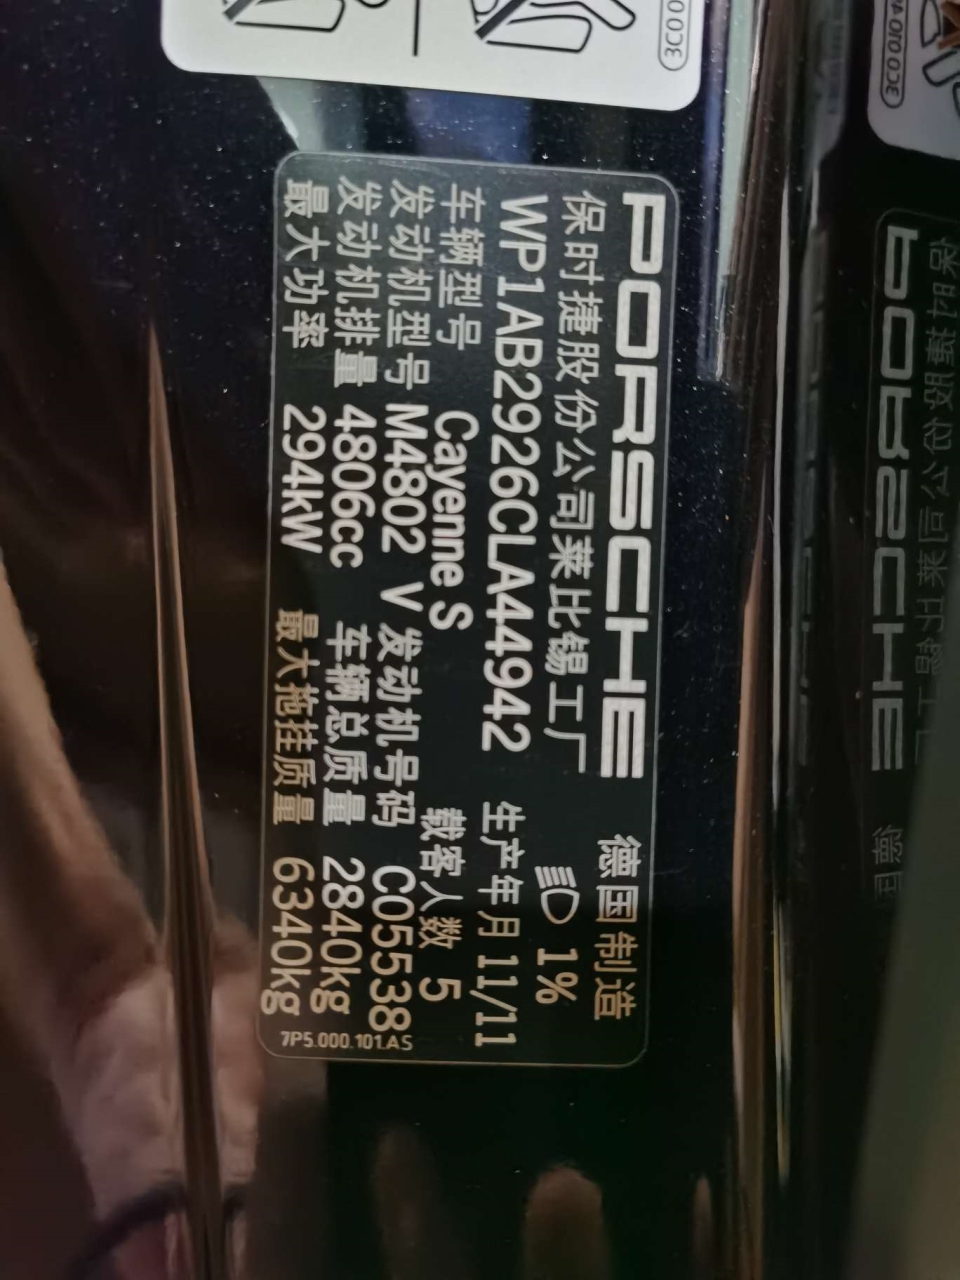 PORSCHE 德国制造
保时捷股份公司莱比锡工厂 1%
WP1AB2926CLA44942 生产年月 11/11
车辆型号 Cayenne S 载客人数 5
发动机型号 M4802 V 发动机号码 C05538
发动机排量 4806cc 车辆总质量 2840kg
最大功率 294kW 最大拖挂质量 6340kg
7P5.000.101.AS